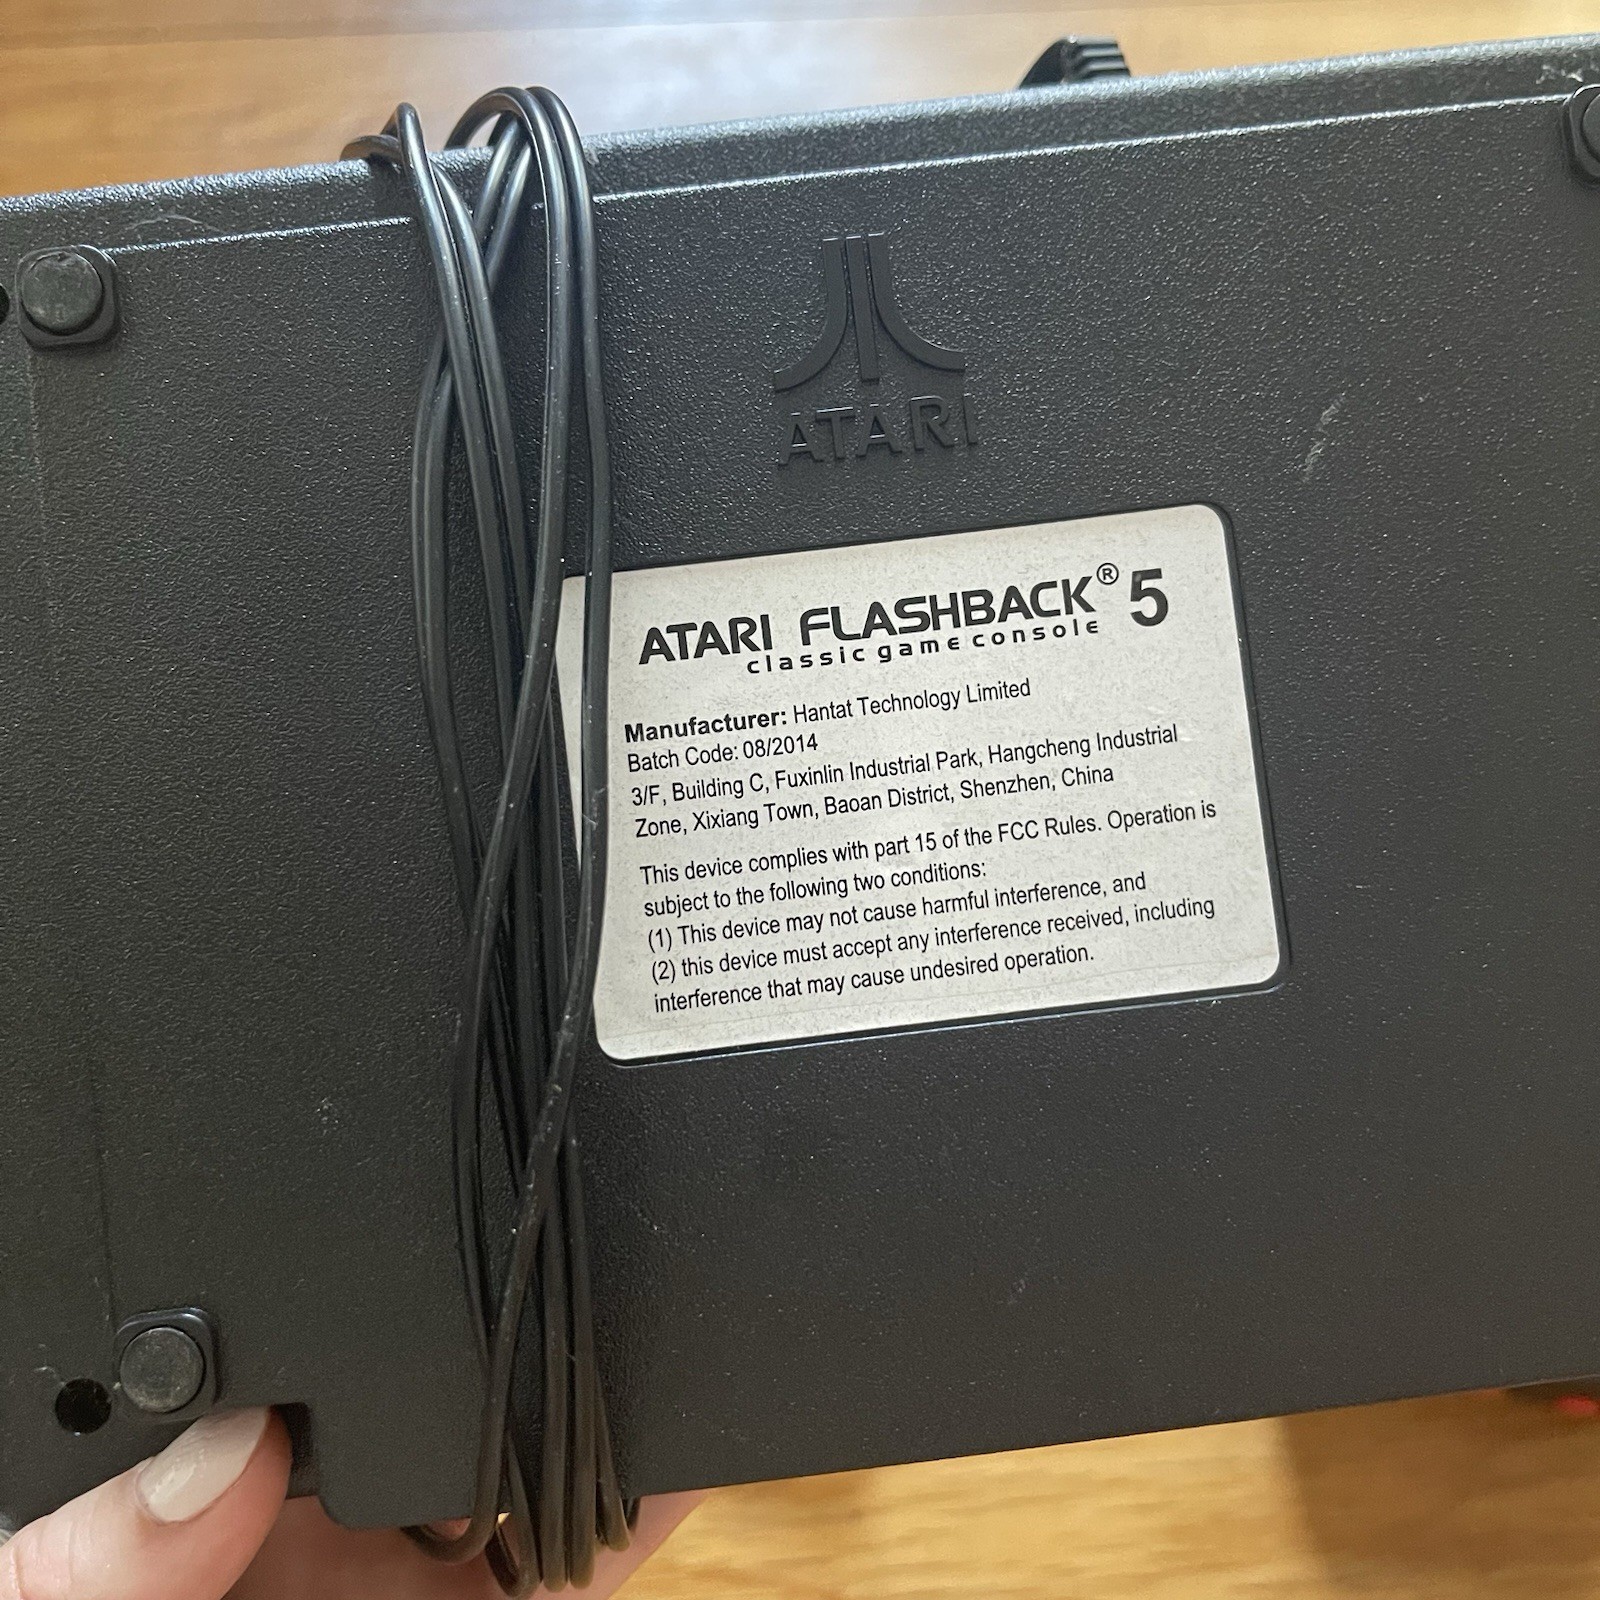 ATARI
ATARI FLASHBACK® 5
classic game console
Manufacturer: Hantat Technology Limited
Batch Code: 08/2014
3/F, Building C, Fuxinlin Industrial Park, Hangcheng Industrial
Zone, Xixiang Town, Baoan District, Shenzhen, China
This device complies with part 15 of the FCC Rules. Operation is
subject to the following two conditions:
(1) This device may not cause harmful interference, and
(2) this device must accept any interference received, including
interference that may cause undesired operation.